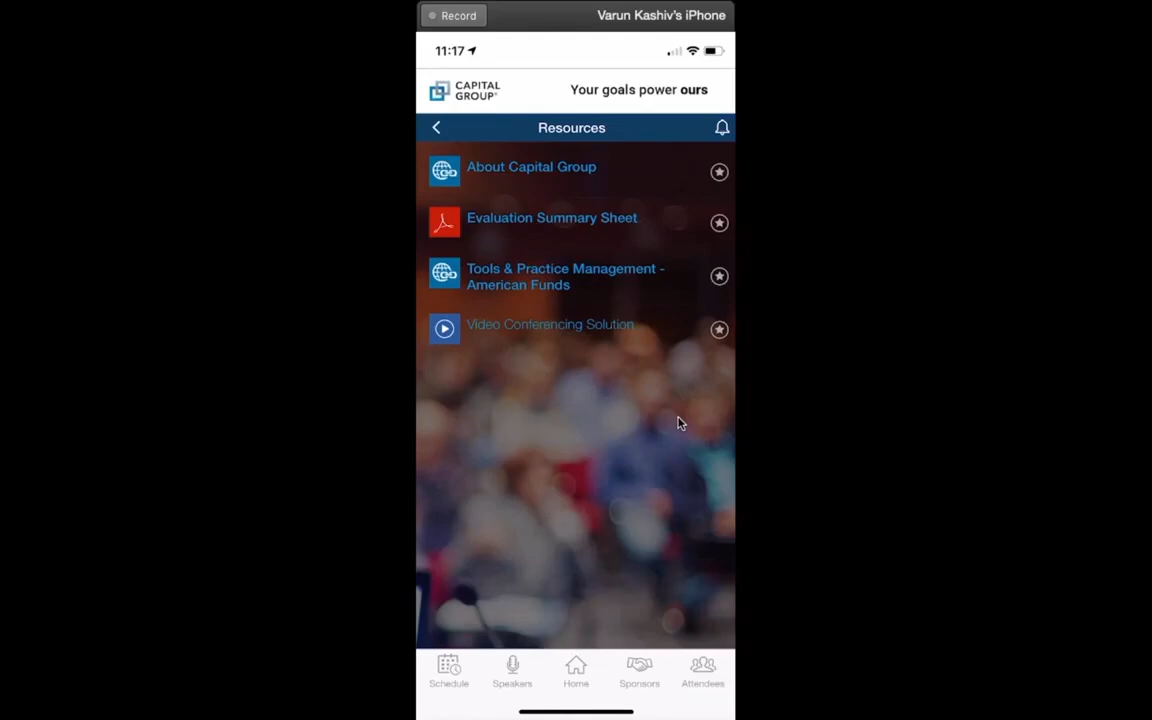 Record
Varun Kashiv's iPhone
11:17
CAPITAL
GROUP®
Your goals power ours
Resources
About Capital Group
Evaluation Summary Sheet
Tools & Practice Management -
American Funds
Video Conferencing Solution
Schedule
Speakers
Home
Sponsors
Attendees